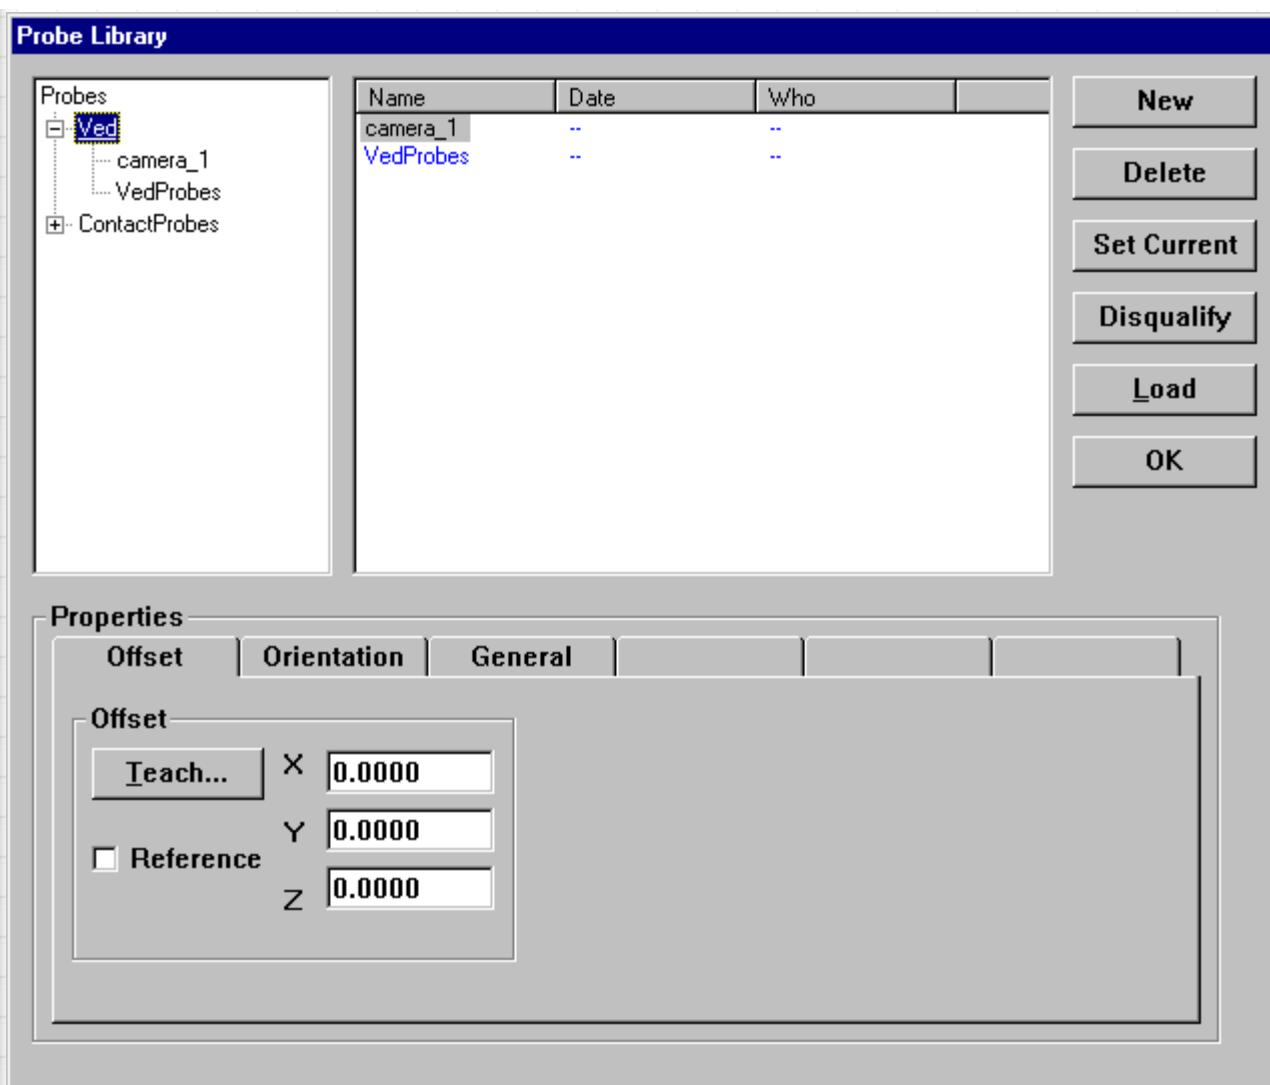 Probe Library
Probes
Ved
camera_1
VedProbes
ContactProbes
Name Date Who
camera_1 -- --
VedProbes -- --
New
Delete
Set Current
Disqualify
Load
OK
Properties
Offset Orientation General
Offset
Teach... X 0.0000
Y 0.0000
Reference
Z 0.0000